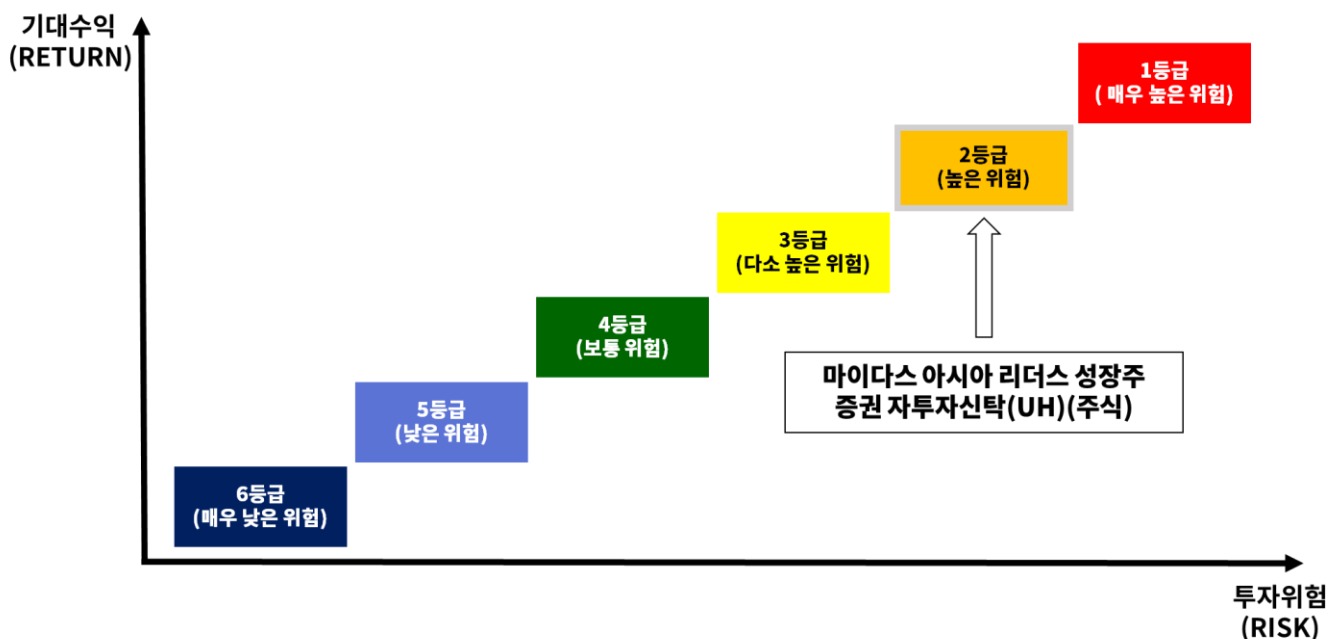 기대수익
(RETURN)
1등급
( 매우 높은 위험)
2등급
(높은 위험)
3등급
(다소 높은 위험)
4등급
(보통 위험)
마이다스 아시아 리더스 성장주
증권 자투자신탁(UH)(주식)
5등급
(낮은 위험)
6등급
(매우 낮은 위험)
투자위험
(RISK)